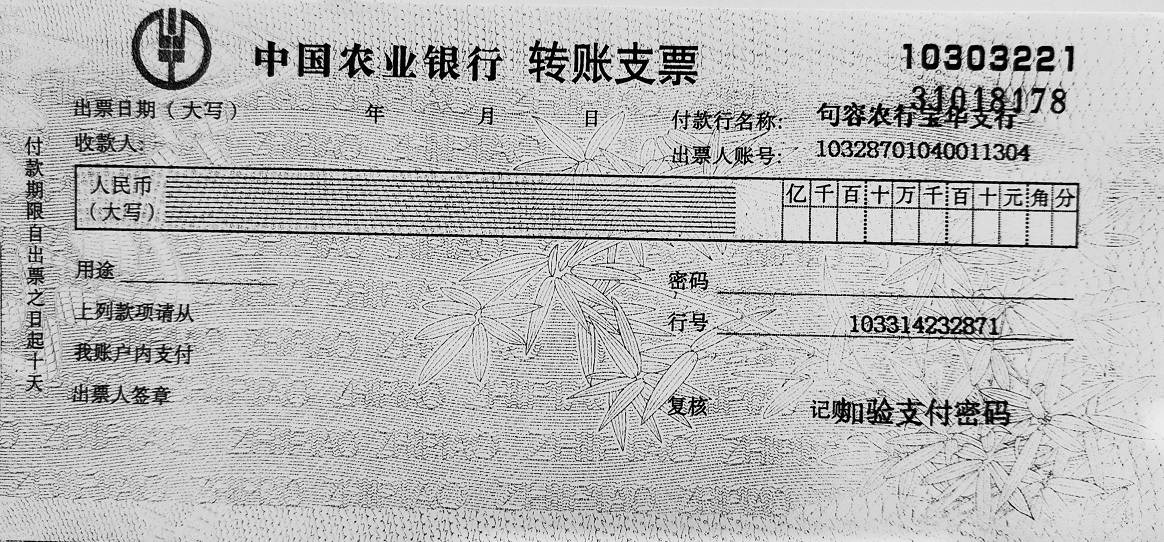 中国农业银行 转账支票 10303221
31018178
出票日期（大写） 年 月 日 付款行名称: 句容农行宝华支行
收款人: 出票人账号: 10328701040011304
人民币
（大写）
亿 千 百 十 万 千 百 十 元 角 分
用途 密码
上列款项请从 行号 103314232871
我账户内支付
出票人签章 复核 记账 加验支付密码
付款期限自出票之日起十天